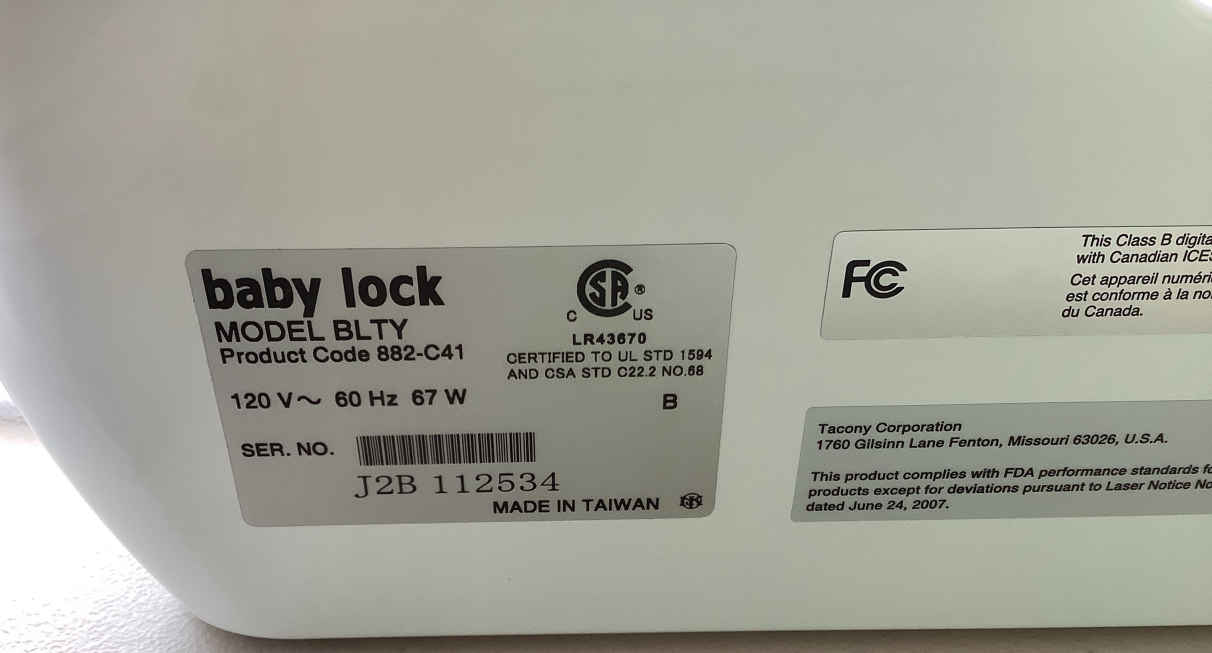 baby lock
MODEL BLTY
Product Code 882-C41
120 V~ 60 Hz 67 W
SER. NO.
J2B 112534
MADE IN TAIWAN
SA ®
C US
LR43670
CERTIFIED TO UL STD 1594
AND CSA STD C22.2 NO.68
B
FC
This Class B digita
with Canadian ICES
Cet appareil numéri
est conforme à la no
du Canada.
Tacony Corporation
1760 Gilsinn Lane Fenton, Missouri 63026, U.S.A.
This product complies with FDA performance standards fo
products except for deviations pursuant to Laser Notice No
dated June 24, 2007.